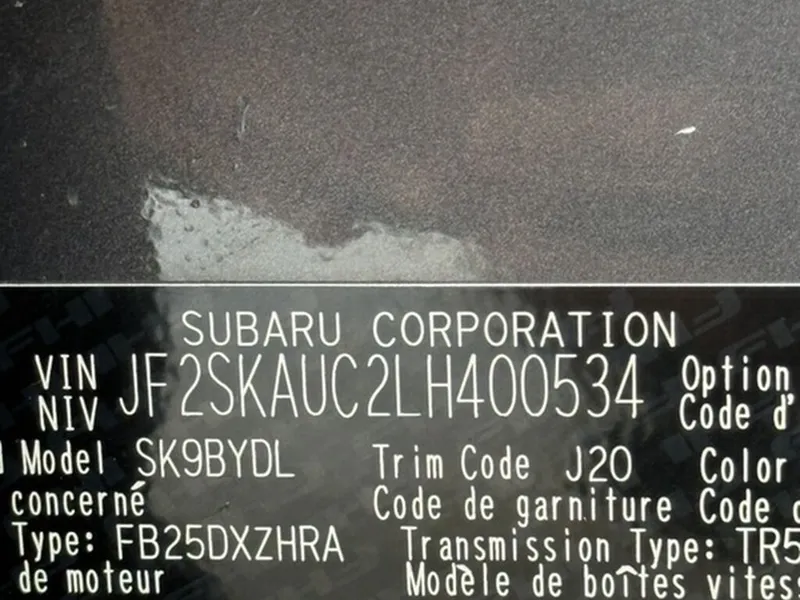 SUBARU CORPORATION
VIN JF2SKAUC2LH400534 Option
NIV Code d'
Model SK9BYDL Trim Code J20 Color
concerné Code de garniture Code
Type: FB25DXZHRA Transmission Type: TR5
de moteur Modèle de boîtes vitess